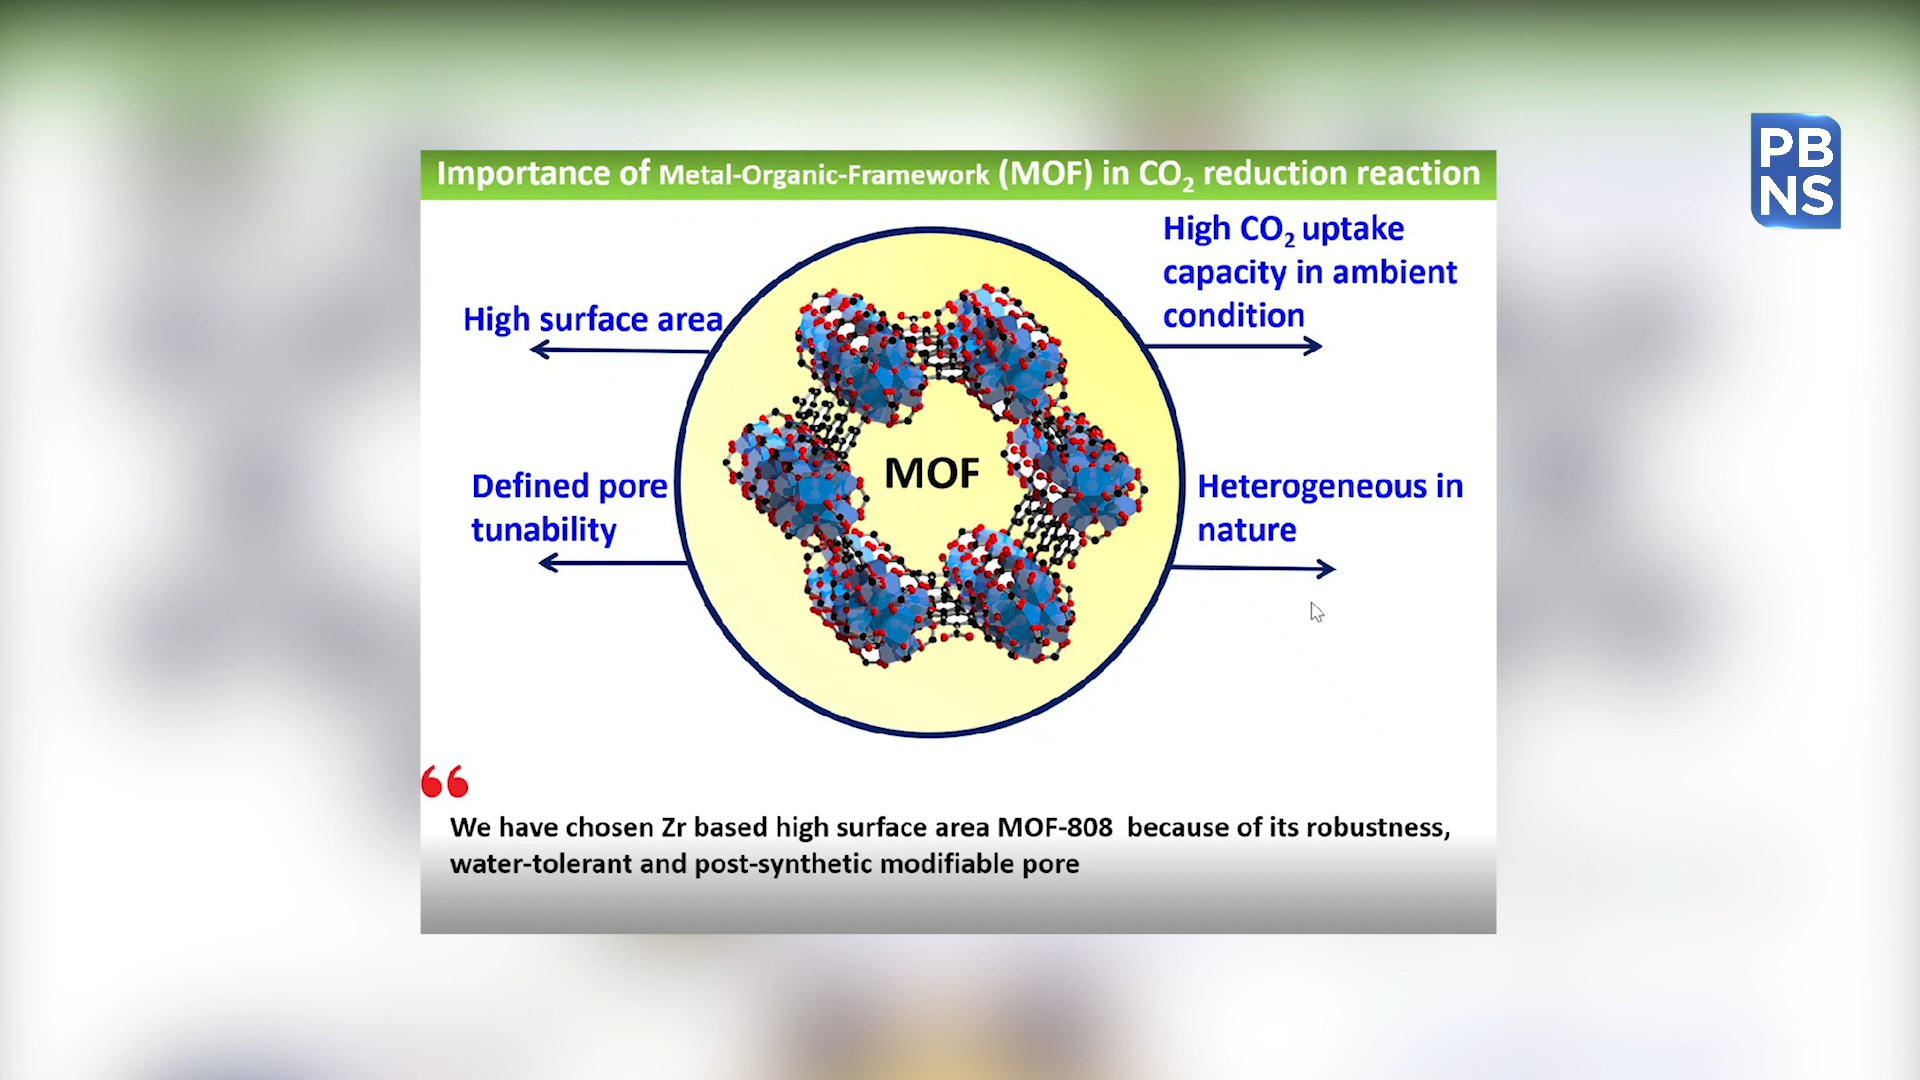 Importance of Metal-Organic-Framework (MOF) in CO₂ reduction reaction
PB
NS
High CO₂ uptake
capacity in ambient
condition
High surface area
MOF
Defined pore
tunability
Heterogeneous in
nature
“
We have chosen Zr based high surface area MOF-808 because of its robustness,
water-tolerant and post-synthetic modifiable pore